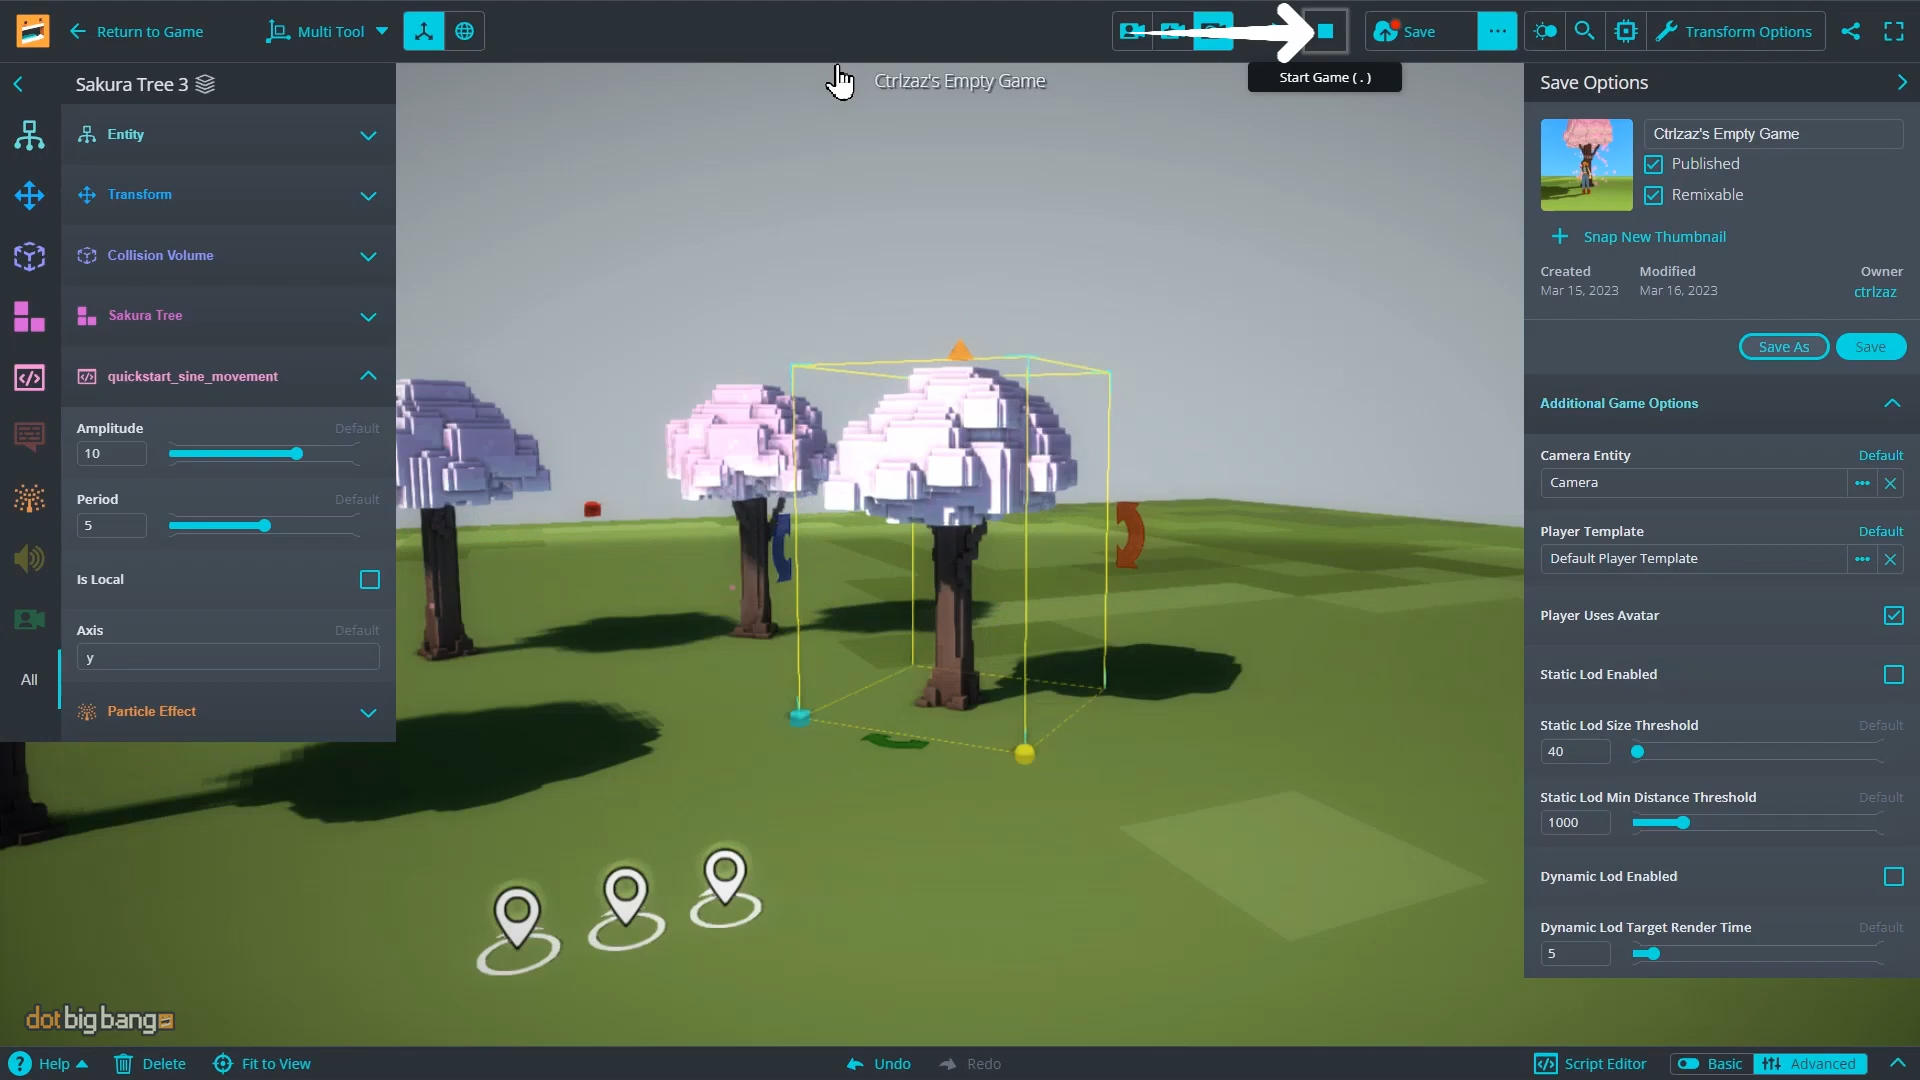 Return to Game
Multi Tool
Save
Transform Options
Start Game (.)
Ctrlzaz's Empty Game
Sakura Tree 3
Entity
Transform
Collision Volume
Sakura Tree
quickstart_sine_movement
Amplitude Default
10
Period Default
5
Is Local
Axis Default
y
All
Particle Effect
Save Options
Ctrlzaz's Empty Game
Published
Remixable
Snap New Thumbnail
Created Modified Owner
Mar 15, 2023 Mar 16, 2023 ctrlzaz
Save As Save
Additional Game Options
Camera Entity Default
Camera
Player Template Default
Default Player Template
Player Uses Avatar
Static Lod Enabled
Static Lod Size Threshold Default
40
Static Lod Min Distance Threshold Default
1000
Dynamic Lod Enabled
Dynamic Lod Target Render Time Default
5
dotbigbang
? Help Delete Fit to View Undo Redo Script Editor Basic Advanced